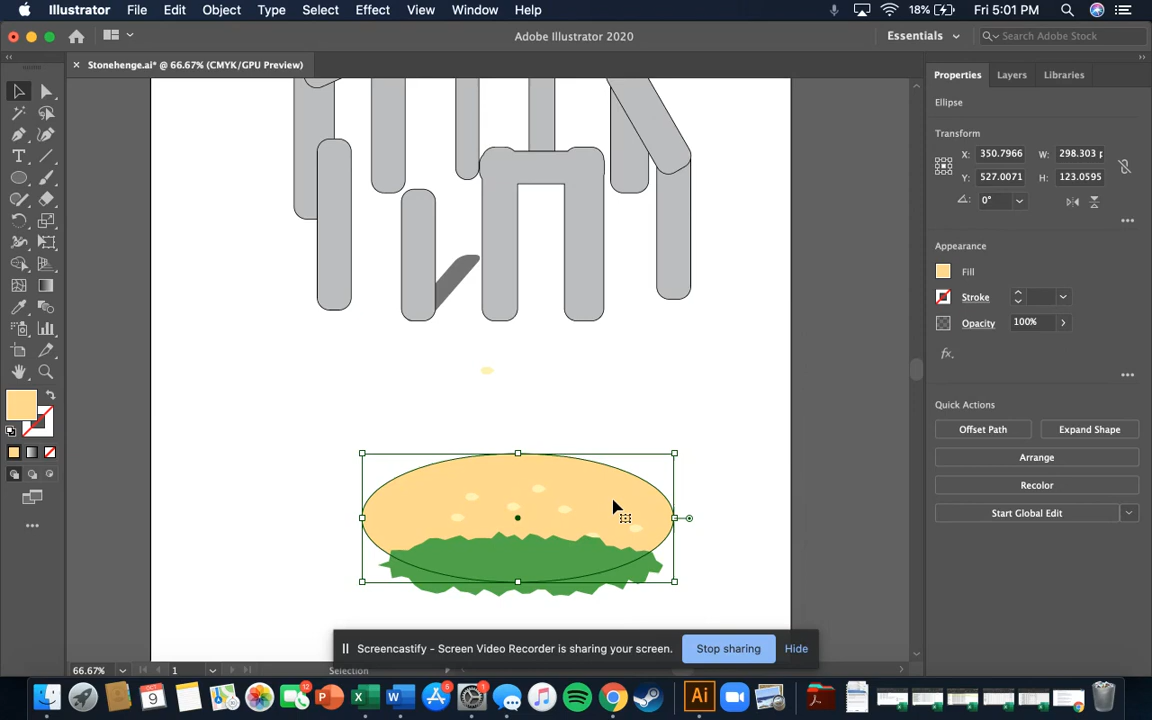 Illustrator File Edit Object Type Select Effect View Window Help 18% Fri 5:01 PM
Adobe Illustrator 2020 Essentials Search Adobe Stock
× Stonehenge.ai* @ 66.67% (CMYK/GPU Preview)
Properties Layers Libraries
Ellipse
Transform
X: 350.7966 W: 298.303 p
Y: 527.0071 H: 123.0595
0°
Appearance
Fill
Stroke
Opacity 100%
fx.
Quick Actions
Offset Path Expand Shape
Arrange
Recolor
Start Global Edit
Screencastify - Screen Video Recorder is sharing your screen. Stop sharing Hide
66.67% 1 Selection